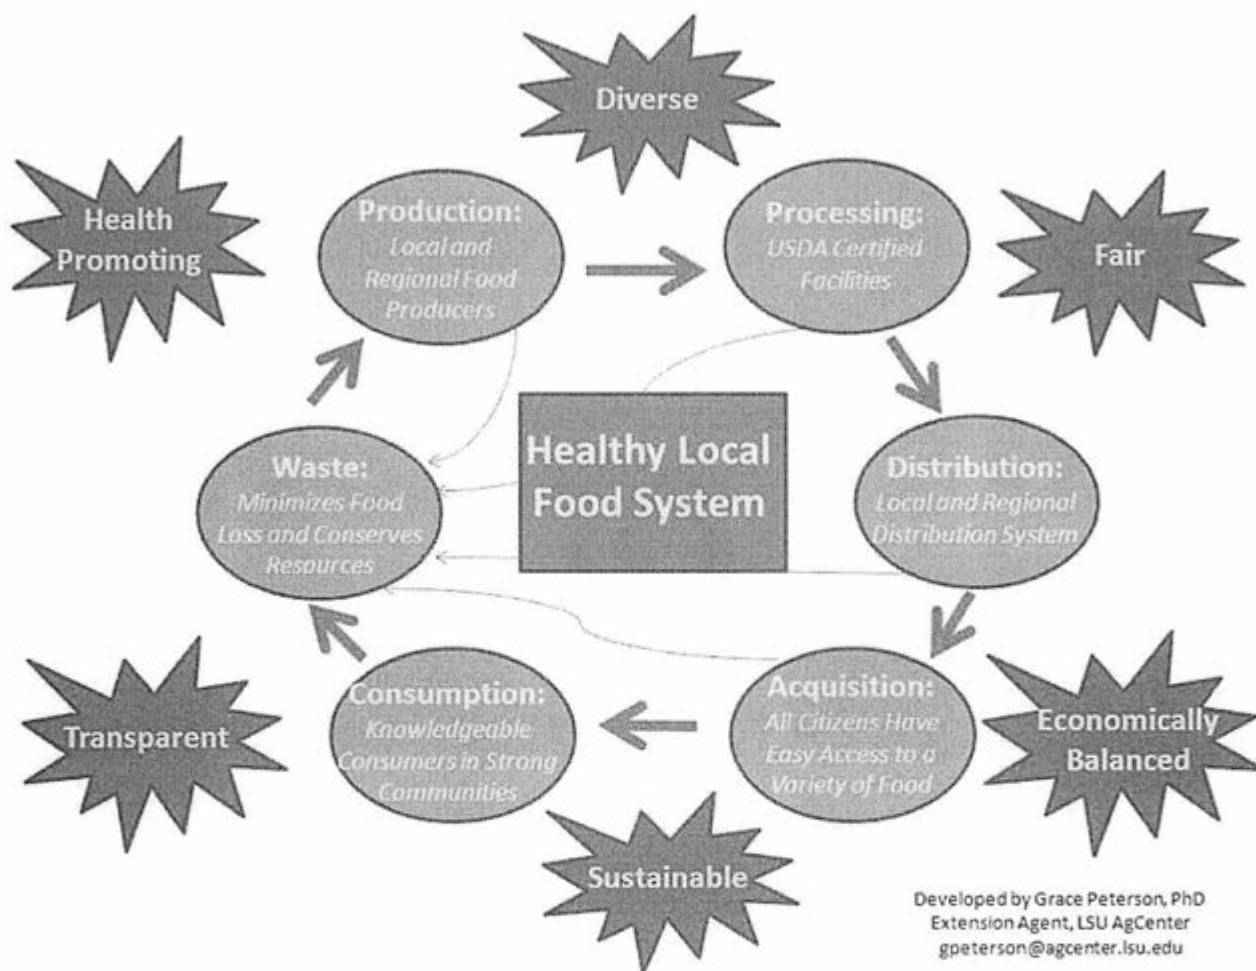 Diverse
Health
Promoting
Production:
Local and
Regional Food
Producers
Processing:
USDA Certified
Facilities
Fair
Healthy Local
Food System
Waste:
Minimizes Food
Loss and Conserves
Resources
Distribution:
Local and Regional
Distribution System
Transparent
Consumption:
Knowledgeable
Consumers in Strong
Communities
Acquisition:
All Citizens Have
Easy Access to a
Variety of Food
Economically
Balanced
Sustainable
Developed by Grace Peterson, PhD
Extension Agent, LSU AgCenter
gpeterson@agcenter.lsu.edu